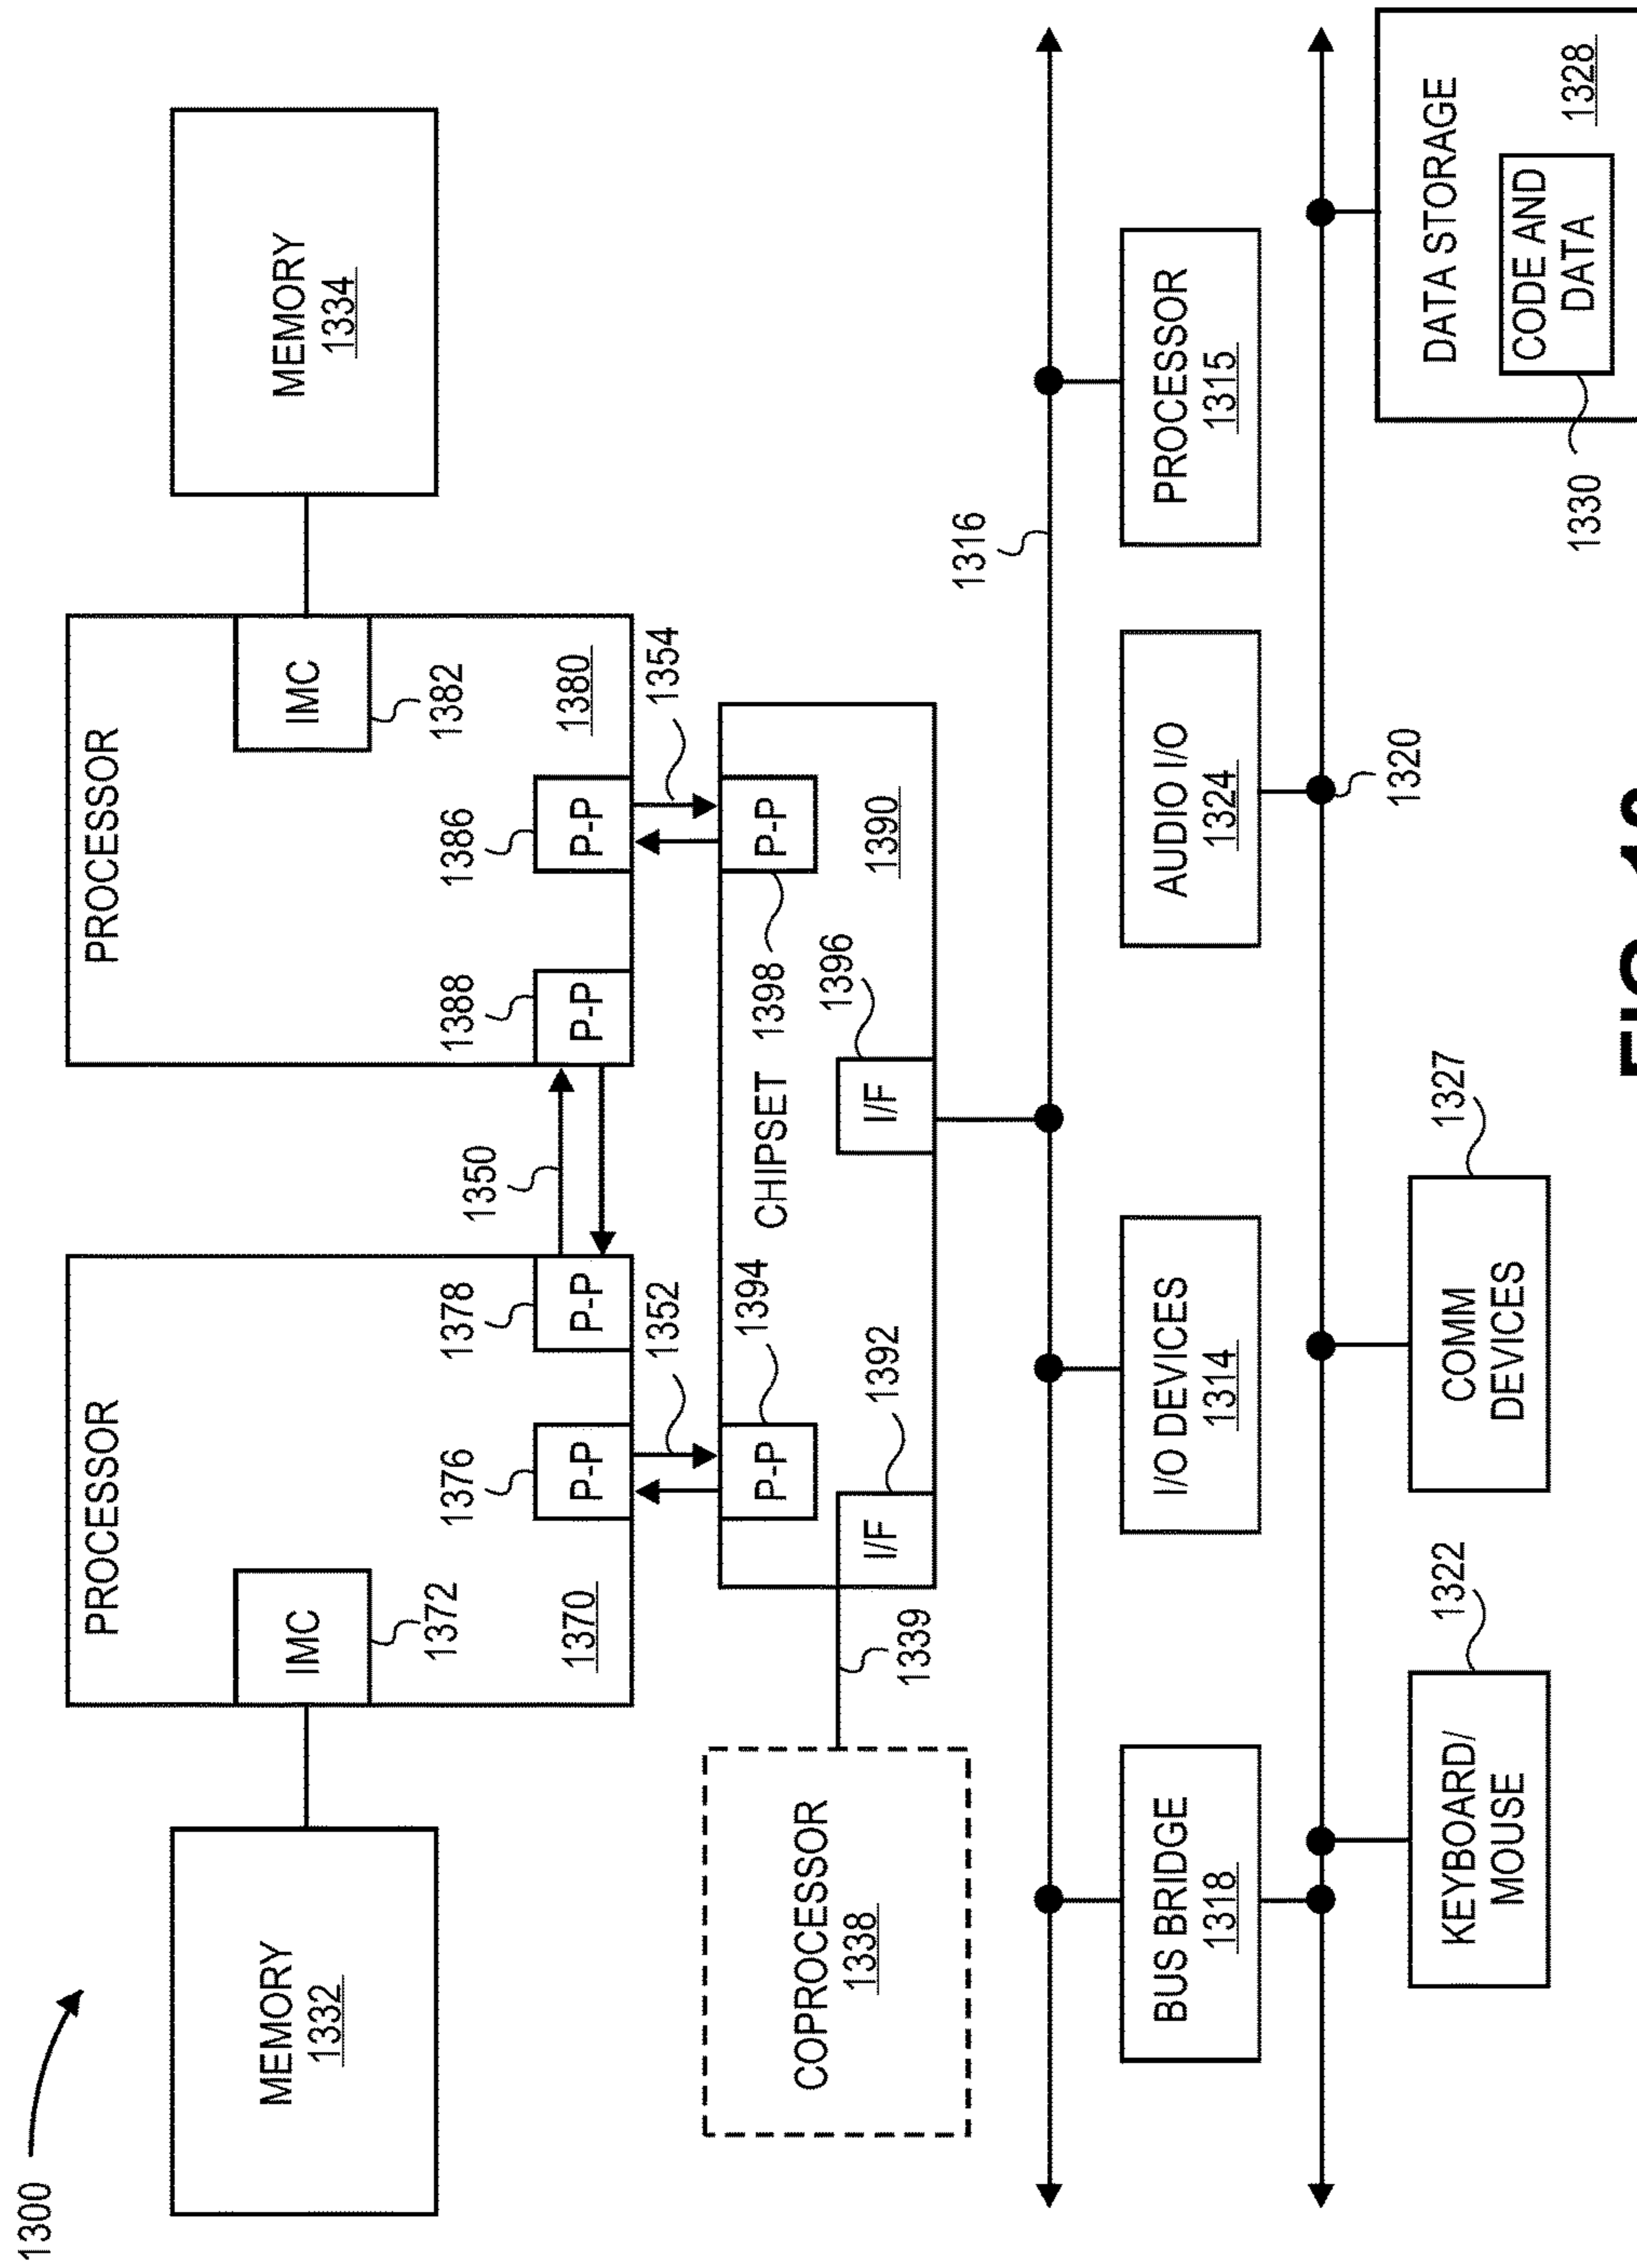 1300
PROCESSOR
PROCESSOR
MEMORY
1332
IMC
1372
IMC
1382
MEMORY
1334
1370
1376
P-P
1378
P-P
1350
1388
P-P
1386
P-P
1380
1352
1354
COPROCESSOR
1338
1339
P-P
1394
CHIPSET
1398
P-P
I/F
1392
I/F
1396
1390
1316
BUS BRIDGE
1318
I/O DEVICES
1314
AUDIO I/O
1324
PROCESSOR
1315
1320
KEYBOARD/
MOUSE
1322
COMM
DEVICES
1327
DATA STORAGE
CODE AND
DATA
1328
1330